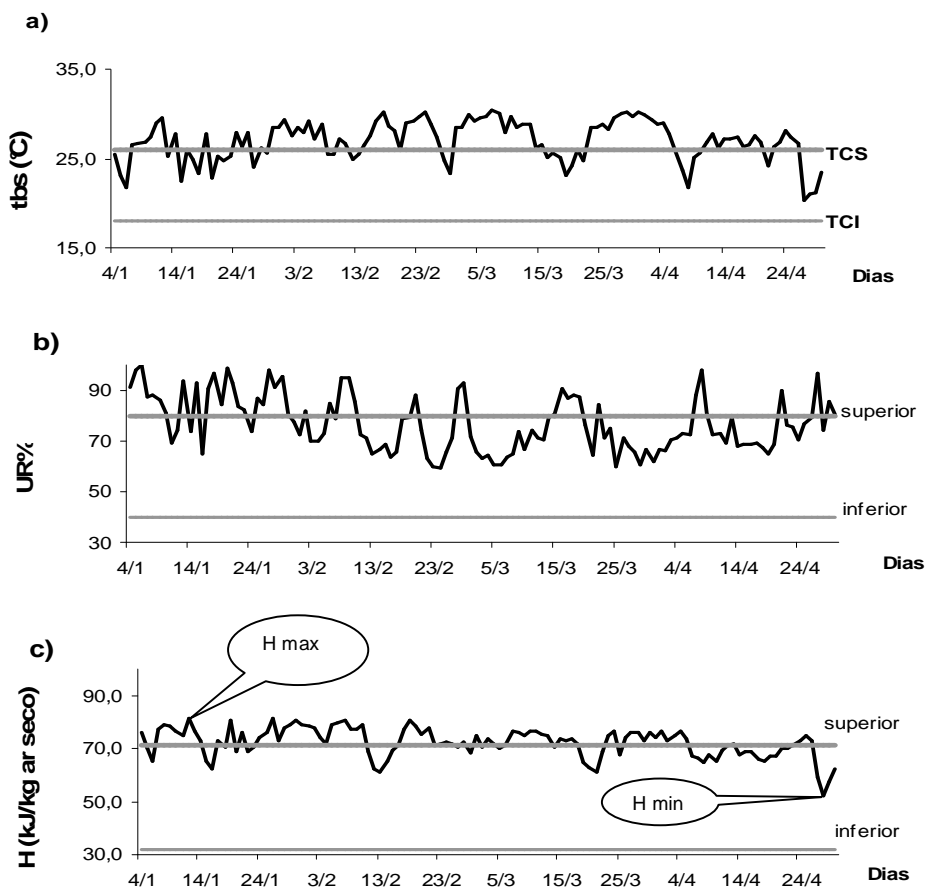 a)
35,0
25,0
15,0
tbs (°C)
TCS
TCI
4/1 14/1 24/1 3/2 13/2 23/2 5/3 15/3 25/3 4/4 14/4 24/4
Dias
b)
90
70
50
30
UR%
superior
inferior
4/1 14/1 24/1 3/2 13/2 23/2 5/3 15/3 25/3 4/4 14/4 24/4
Dias
c)
H max
90,0
70,0
50,0
30,0
H (kJ/kg ar seco)
superior
H min
inferior
4/1 14/1 24/1 3/2 13/2 23/2 5/3 15/3 25/3 4/4 14/4 24/4
Dias